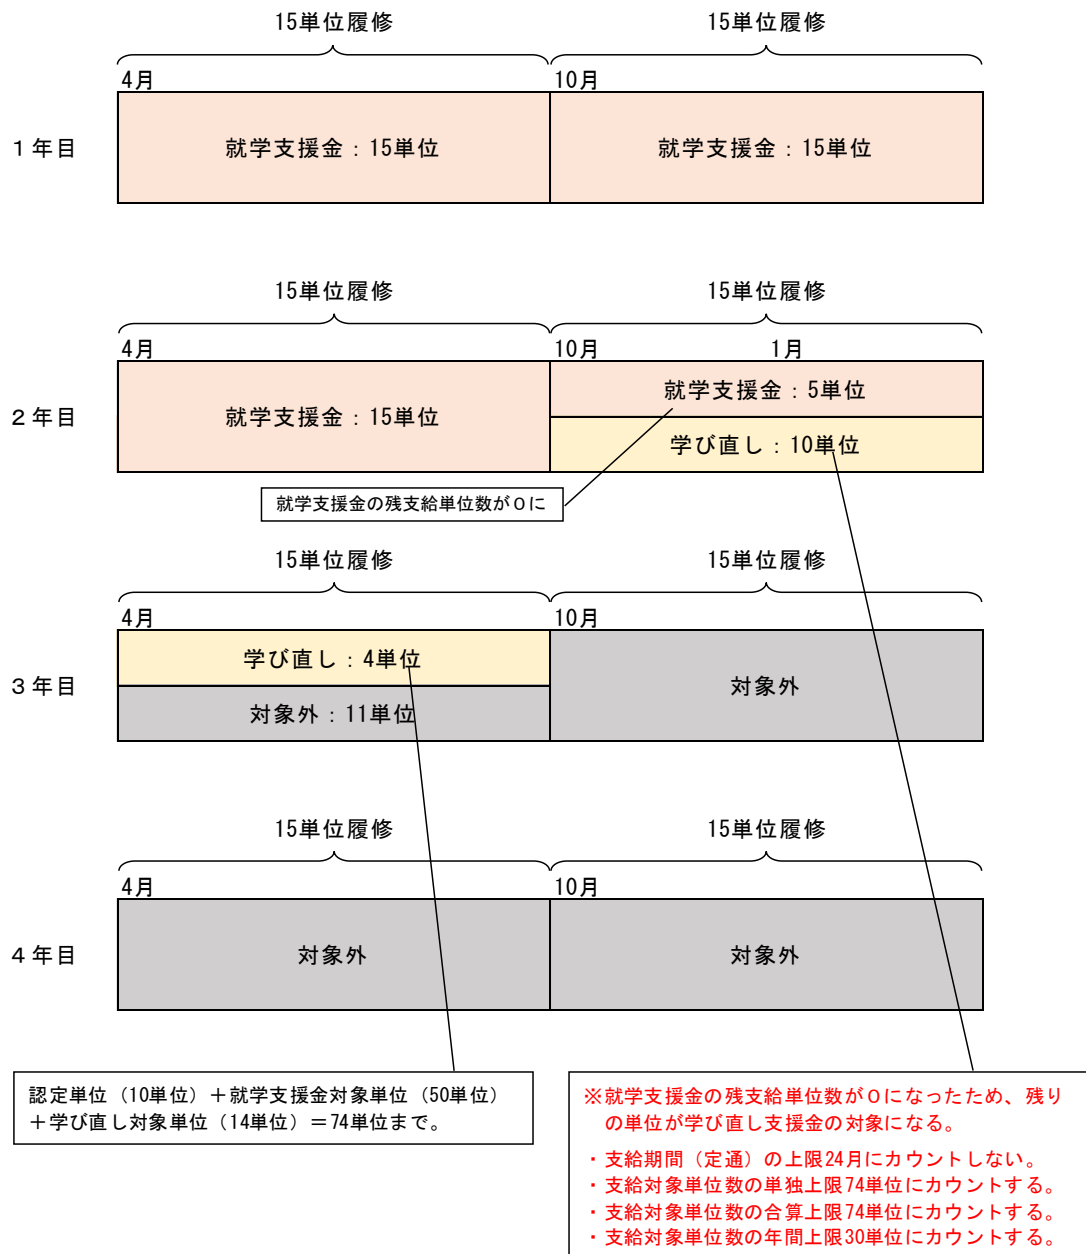 15単位履修
15単位履修
4月
10月
1年目
就学支援金：15単位
就学支援金：15単位
15単位履修
15単位履修
4月
10月
1月
2年目
就学支援金：15単位
就学支援金：5単位
学び直し：10単位
就学支援金の残支給単位数が０に
15単位履修
15単位履修
4月
10月
3年目
学び直し：4単位
対象外：11単位
対象外
15単位履修
15単位履修
4月
10月
4年目
対象外
対象外
認定単位（10単位）＋就学支援金対象単位（50単位）
＋学び直し対象単位（14単位）＝74単位まで。
※就学支援金の残支給単位数が０になったため、残り
の単位が学び直し支援金の対象になる。
・支給期間（定通）の上限24月にカウントしない。
・支給対象単位数の単独上限74単位にカウントする。
・支給対象単位数の合算上限74単位にカウントする。
・支給対象単位数の年間上限30単位にカウントする。